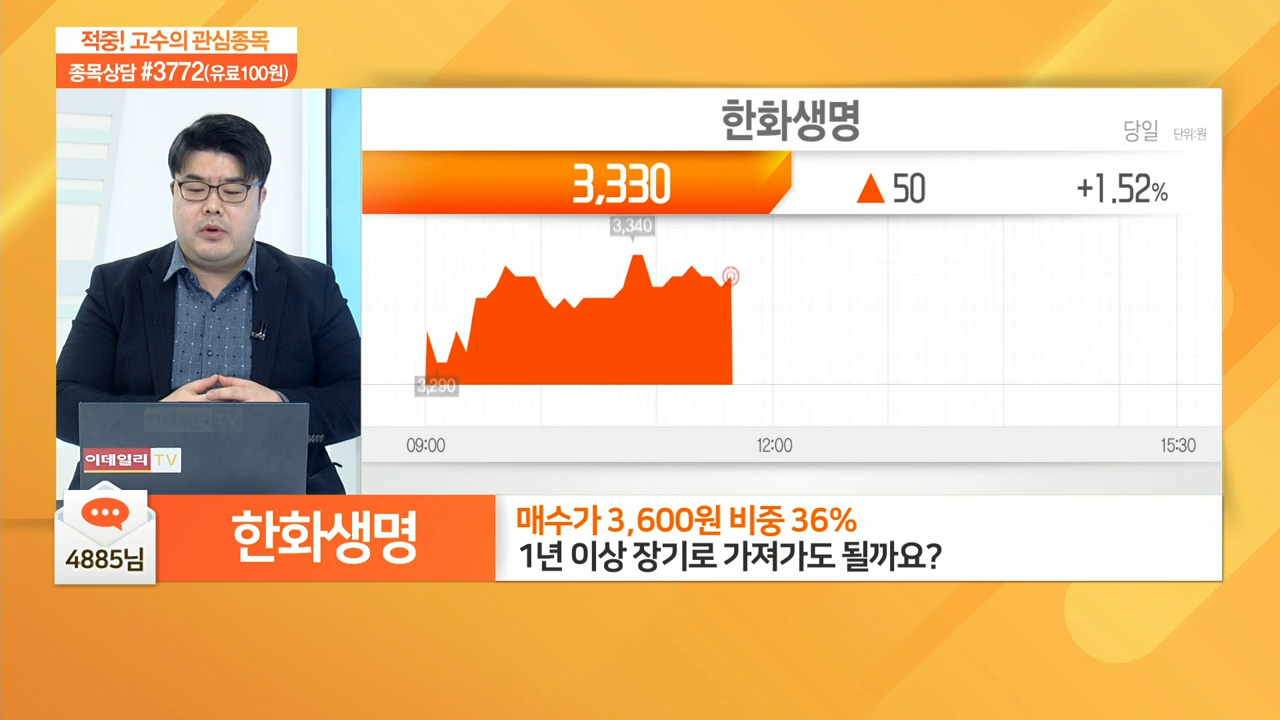 적중! 고수의 관심종목
종목상담 #3772(유료100원)
한화생명
당일 단위:원
3,330 ▲50 +1.52%
3,340
3,290
09:00 12:00 15:30
이데일리 TV
4885님
한화생명
매수가 3,600원 비중 36%
1년 이상 장기로 가져가도 될까요?